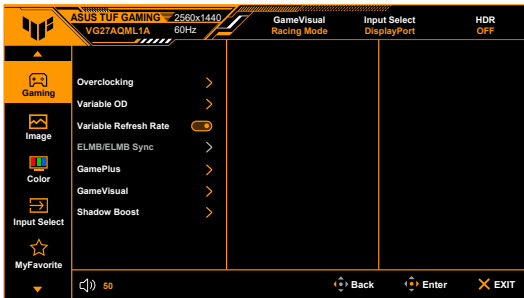 ASUS TUF GAMING 2560x1440 GameVisual Input Select HDR
VG27AQML1A 60Hz Racing Mode DisplayPort OFF
Gaming
Image
Color
Input Select
MyFavorite
Overclocking
Variable OD
Variable Refresh Rate
ELMB/ELMB Sync
GamePlus
GameVisual
Shadow Boost
50 Back Enter EXIT